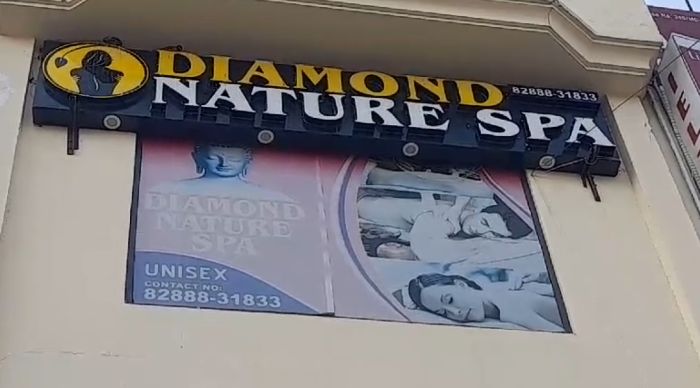 DIAMOND
82888-31833
NATURE SPA
DIAMOND
NATURE
SPA
UNISEX
CONTACT NO:
82888-31833